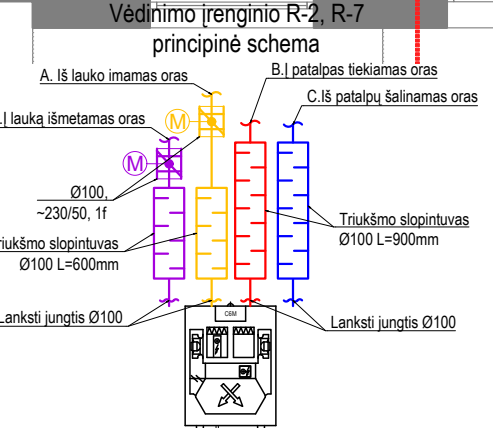 Vėdinimo įrenginio R-2, R-7
principinė schema
A. Iš lauko imamas oras
B.Į patalpas tiekiamas oras
C.Iš patalpų šalinamas oras
.Į lauką išmetamas oras
M
M
Ø100,
~230/50, 1f
riukšmo slopintuvas
Ø100 L=600mm
Triukšmo slopintuvas
Ø100 L=900mm
Lanksti jungtis Ø100
Lanksti jungtis Ø100
C6M